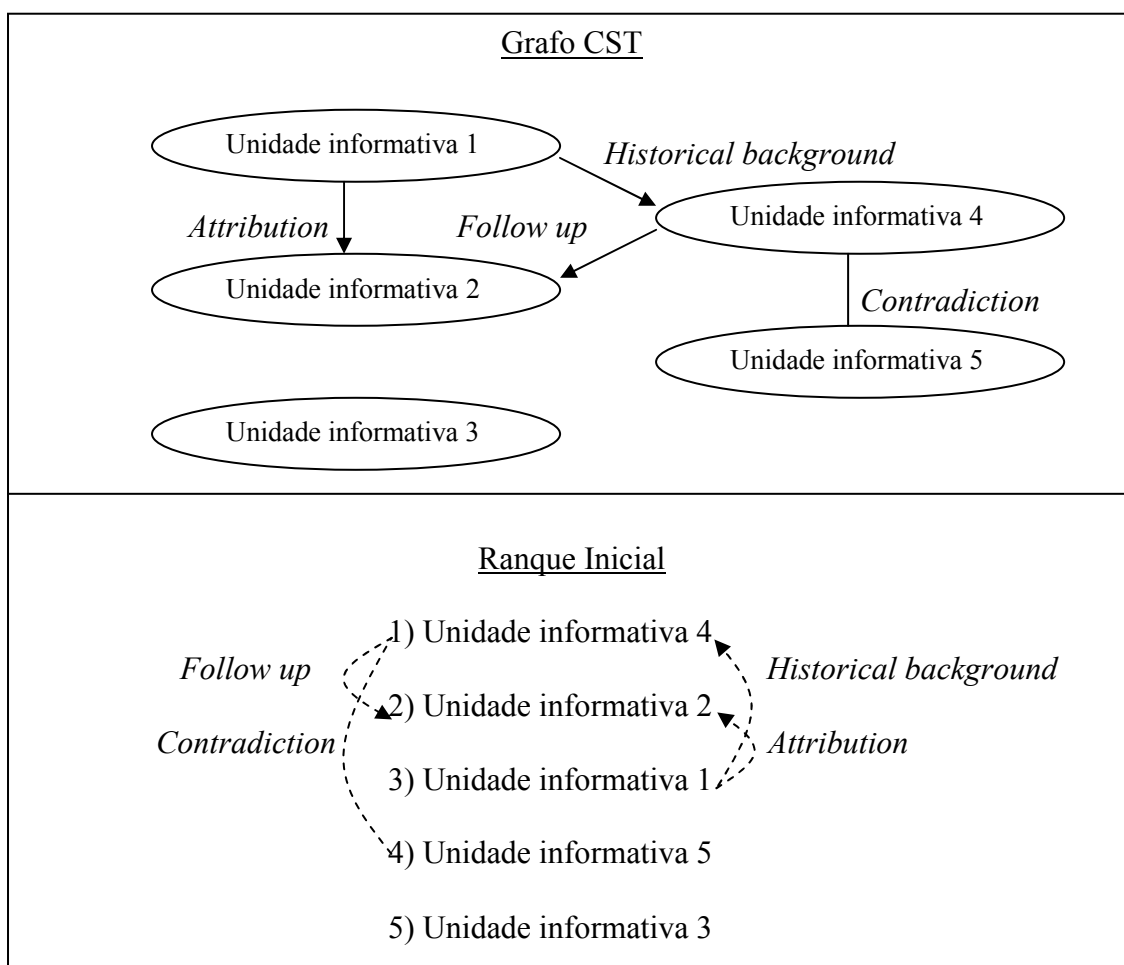 Grafo CST
Unidade informativa 1
Historical background
Unidade informativa 4
Attribution
Follow up
Unidade informativa 2
Contradiction
Unidade informativa 5
Unidade informativa 3
Ranque Inicial
1) Unidade informativa 4
Follow up
Historical background
2) Unidade informativa 2
Contradiction
Attribution
3) Unidade informativa 1
4) Unidade informativa 5
5) Unidade informativa 3